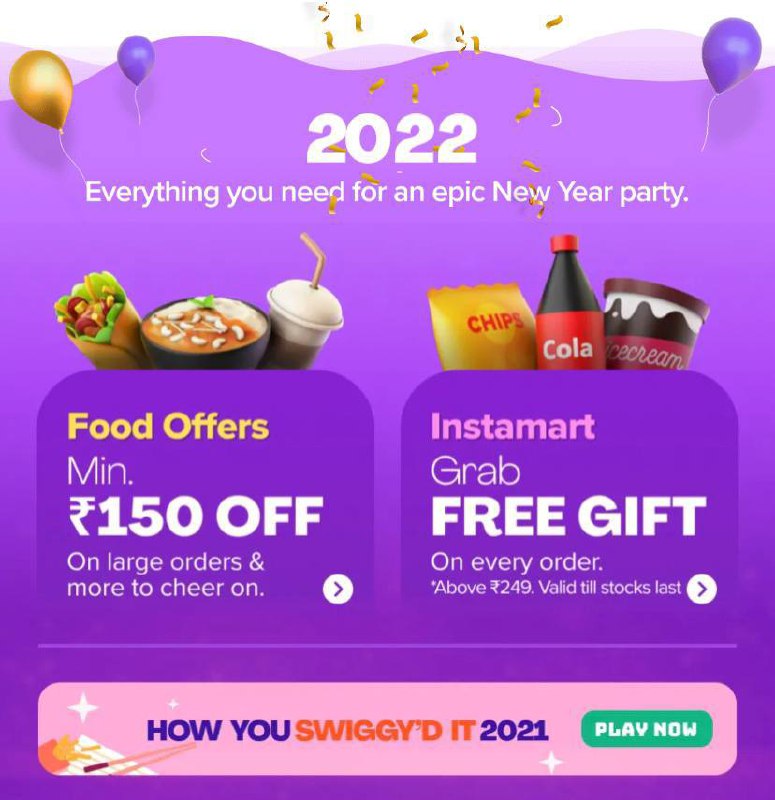 2022
Everything you need for an epic New Year party.
CHIPS
Cola
icecream
Food Offers
Min.
₹150 OFF
On large orders &
more to cheer on.
Instamart
Grab
FREE GIFT
On every order.
*Above ₹249. Valid till stocks last
HOW YOU SWIGGY'D IT 2021
PLAY NOW